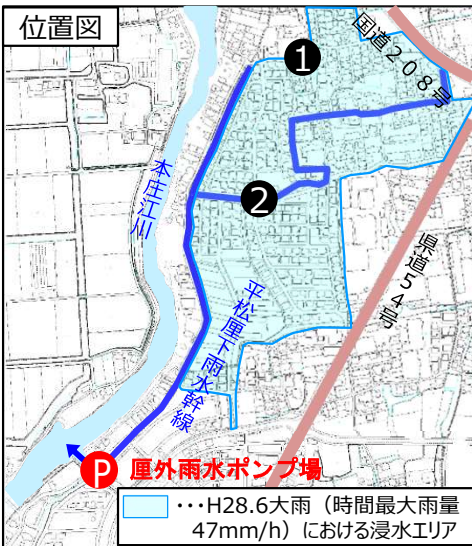 位置図
国道208号
❶
❷
本庄江川
県道54号
平松厘下雨水幹線
P 厘外雨水ポンプ場
･･･H28.6大雨（時間最大雨量
47mm/h）における浸水エリア